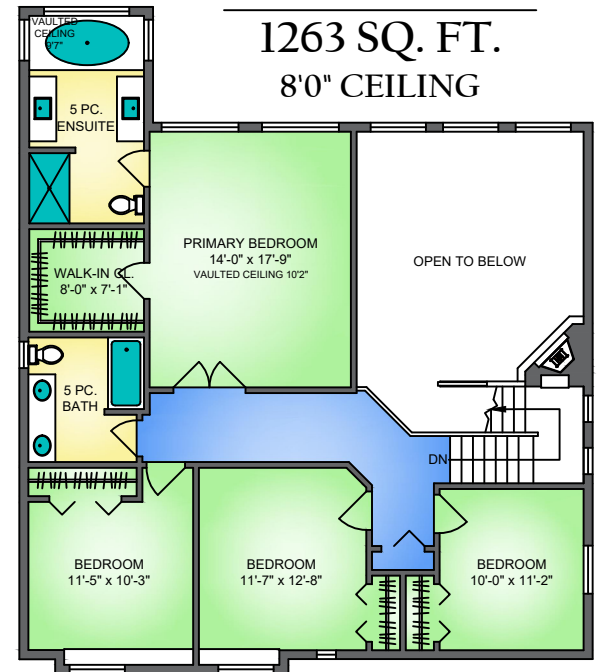 1263 SQ. FT.
8'0" CEILING
VAULTED
CEILING
9'7"
5 PC.
ENSUITE
PRIMARY BEDROOM
14'-0" x 17'-9"
VAULTED CEILING 10'2"
OPEN TO BELOW
WALK-IN CL.
8'-0" x 7'-1"
5 PC.
BATH
DN
BEDROOM
11'-5" x 10'-3"
BEDROOM
11'-7" x 12'-8"
BEDROOM
10'-0" x 11'-2"